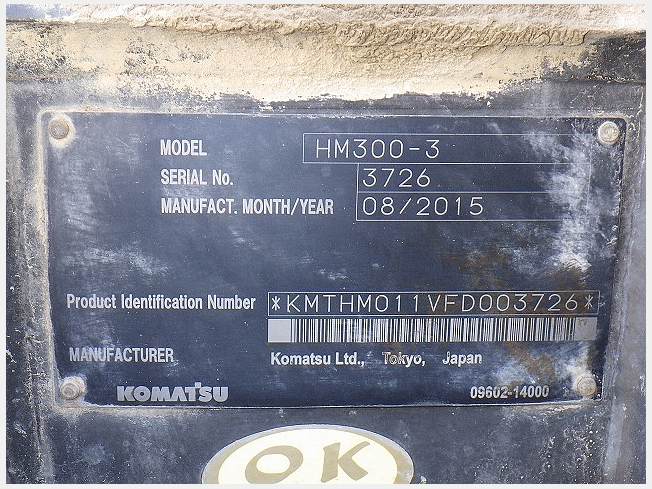 MODEL HM300-3
SERIAL No. 3726
MANUFACT. MONTH/YEAR 08/2015
Product Identification Number *KMTHM011VFD003726*
MANUFACTURER Komatsu Ltd., Tokyo, Japan
KOMATSU 09602-14000
OK